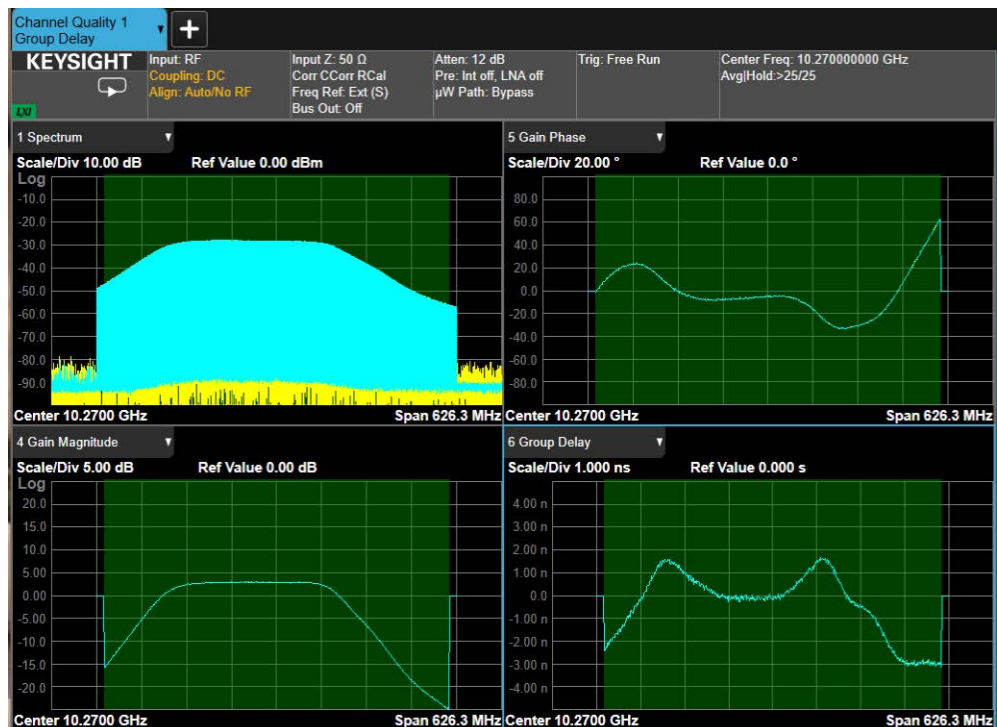 Channel Quality 1
Group Delay
KEYSIGHT
LXI
Input: RF
Coupling: DC
Align: Auto/No RF
Input Z: 50 Ω
Corr CCorr RCal
Freq Ref: Ext (S)
Bus Out: Off
Atten: 12 dB
Pre: Int off, LNA off
µW Path: Bypass
Trig: Free Run
Center Freq: 10.270000000 GHz
Avg|Hold:>25/25
1 Spectrum
Scale/Div 10.00 dB Ref Value 0.00 dBm
Log
-10.0
-20.0
-30.0
-40.0
-50.0
-60.0
-70.0
-80.0
-90.0
Center 10.2700 GHz Span 626.3 MHz
5 Gain Phase
Scale/Div 20.00 ° Ref Value 0.0 °
80.0
60.0
40.0
20.0
0.0
-20.0
-40.0
-60.0
-80.0
Center 10.2700 GHz Span 626.3 MHz
4 Gain Magnitude
Scale/Div 5.00 dB Ref Value 0.00 dB
Log
20.0
15.0
10.0
5.00
0.00
-5.00
-10.0
-15.0
-20.0
Center 10.2700 GHz Span 626.3 MHz
6 Group Delay
Scale/Div 1.000 ns Ref Value 0.000 s
4.00 n
3.00 n
2.00 n
1.00 n
0.0
-1.00 n
-2.00 n
-3.00 n
-4.00 n
Center 10.2700 GHz Span 626.3 MHz